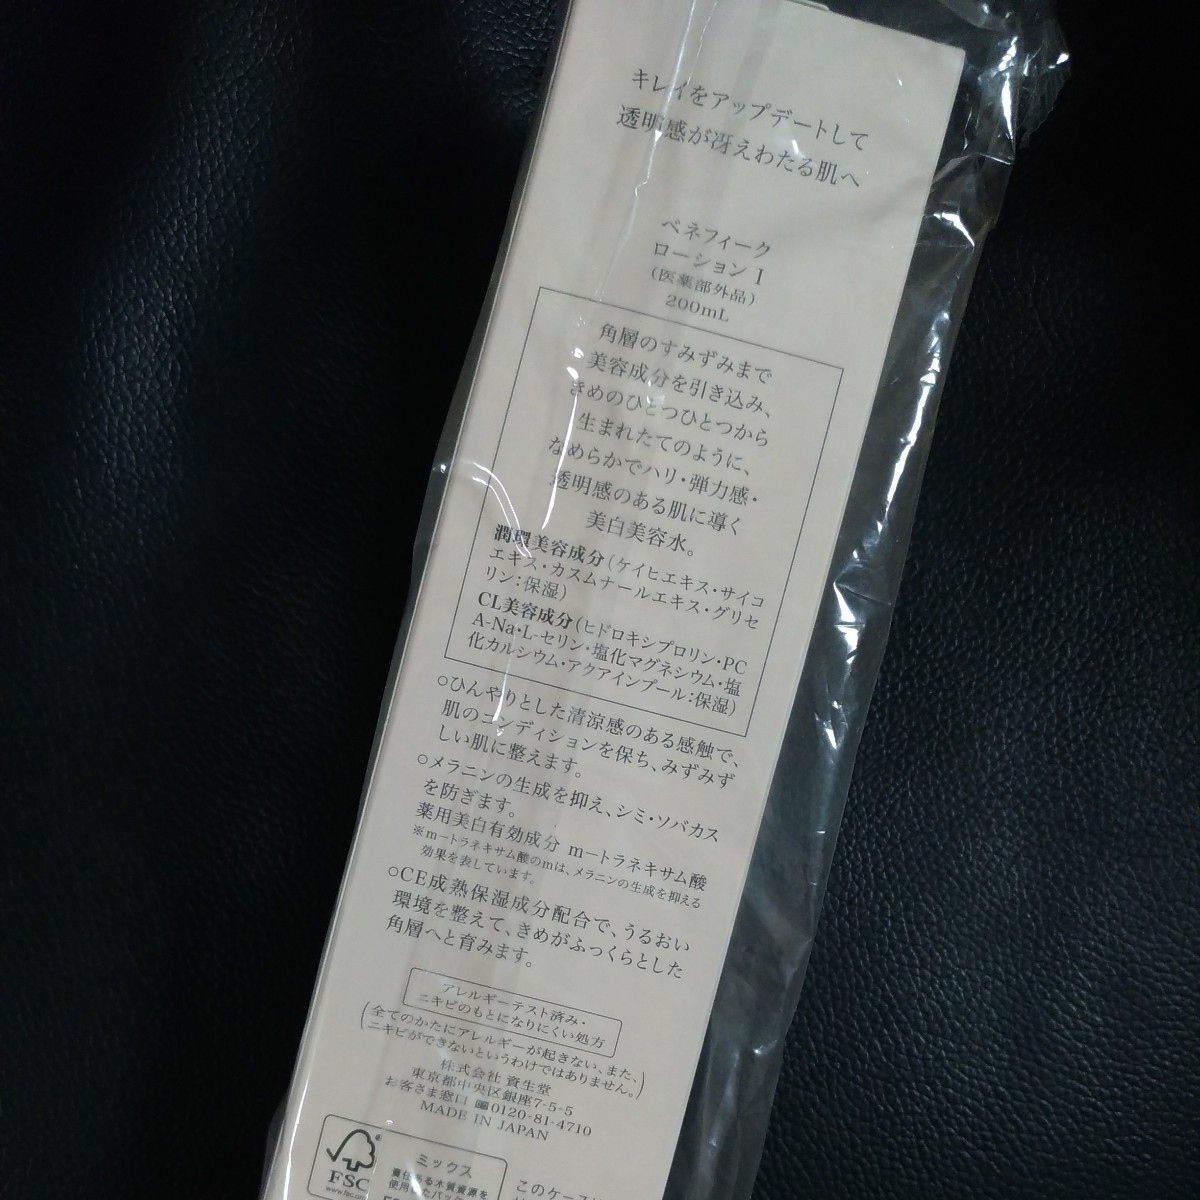 キレイをアップデートして
透明感が冴えわたる肌へ
ベネフィーク
ローション I
(医薬部外品)
200mL
角層のすみずみまで
美容成分を引き込み、
きめのひとつひとつから
生まれたてのように、
なめらかでハリ・弾力感・
透明感のある肌に導く
美白美容水。
潤環美容成分(ケイヒエキス・サイコ
エキス・カスムナールエキス・グリセ
リン:保湿)
CL美容成分(ヒドロキシプロリン・PC
A-Na・L-セリン・塩化マグネシウム・塩
化カルシウム・アクアインプール:保湿)
○ひんやりとした清涼感のある感触で、
肌のコンディションを保ち、みずみず
しい肌に整えます。
○メラニンの生成を抑え、シミ・ソバカス
を防ぎます。
薬用美白有効成分 m-トラネキサム酸
※m-トラネキサム酸のmは、メラニンの生成を抑える
効果を表しています。
○CE成熟保湿成分配合で、うるおい
環境を整えて、きめがふっくらとした
角層へと育みます。
アレルギーテスト済み・
ニキビのもとになりにくい処方
(全てのかたにアレルギーが起きない、また、
ニキビができないというわけではありません。)
株式会社 資生堂
東京都中央区銀座7-5-5
お客さま窓口 0120-81-4710
MADE IN JAPAN
FSC
www.fsc.org
ミックス
責任ある木質資源を
使用したパスケージ
このケースは